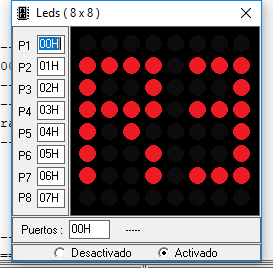 Leds ( 8 x 8 )
P1 00H
P2 01H
P3 02H
P4 03H
P5 04H
P6 05H
P7 06H
P8 07H
Puertos : 00H -----
Desactivado Activado